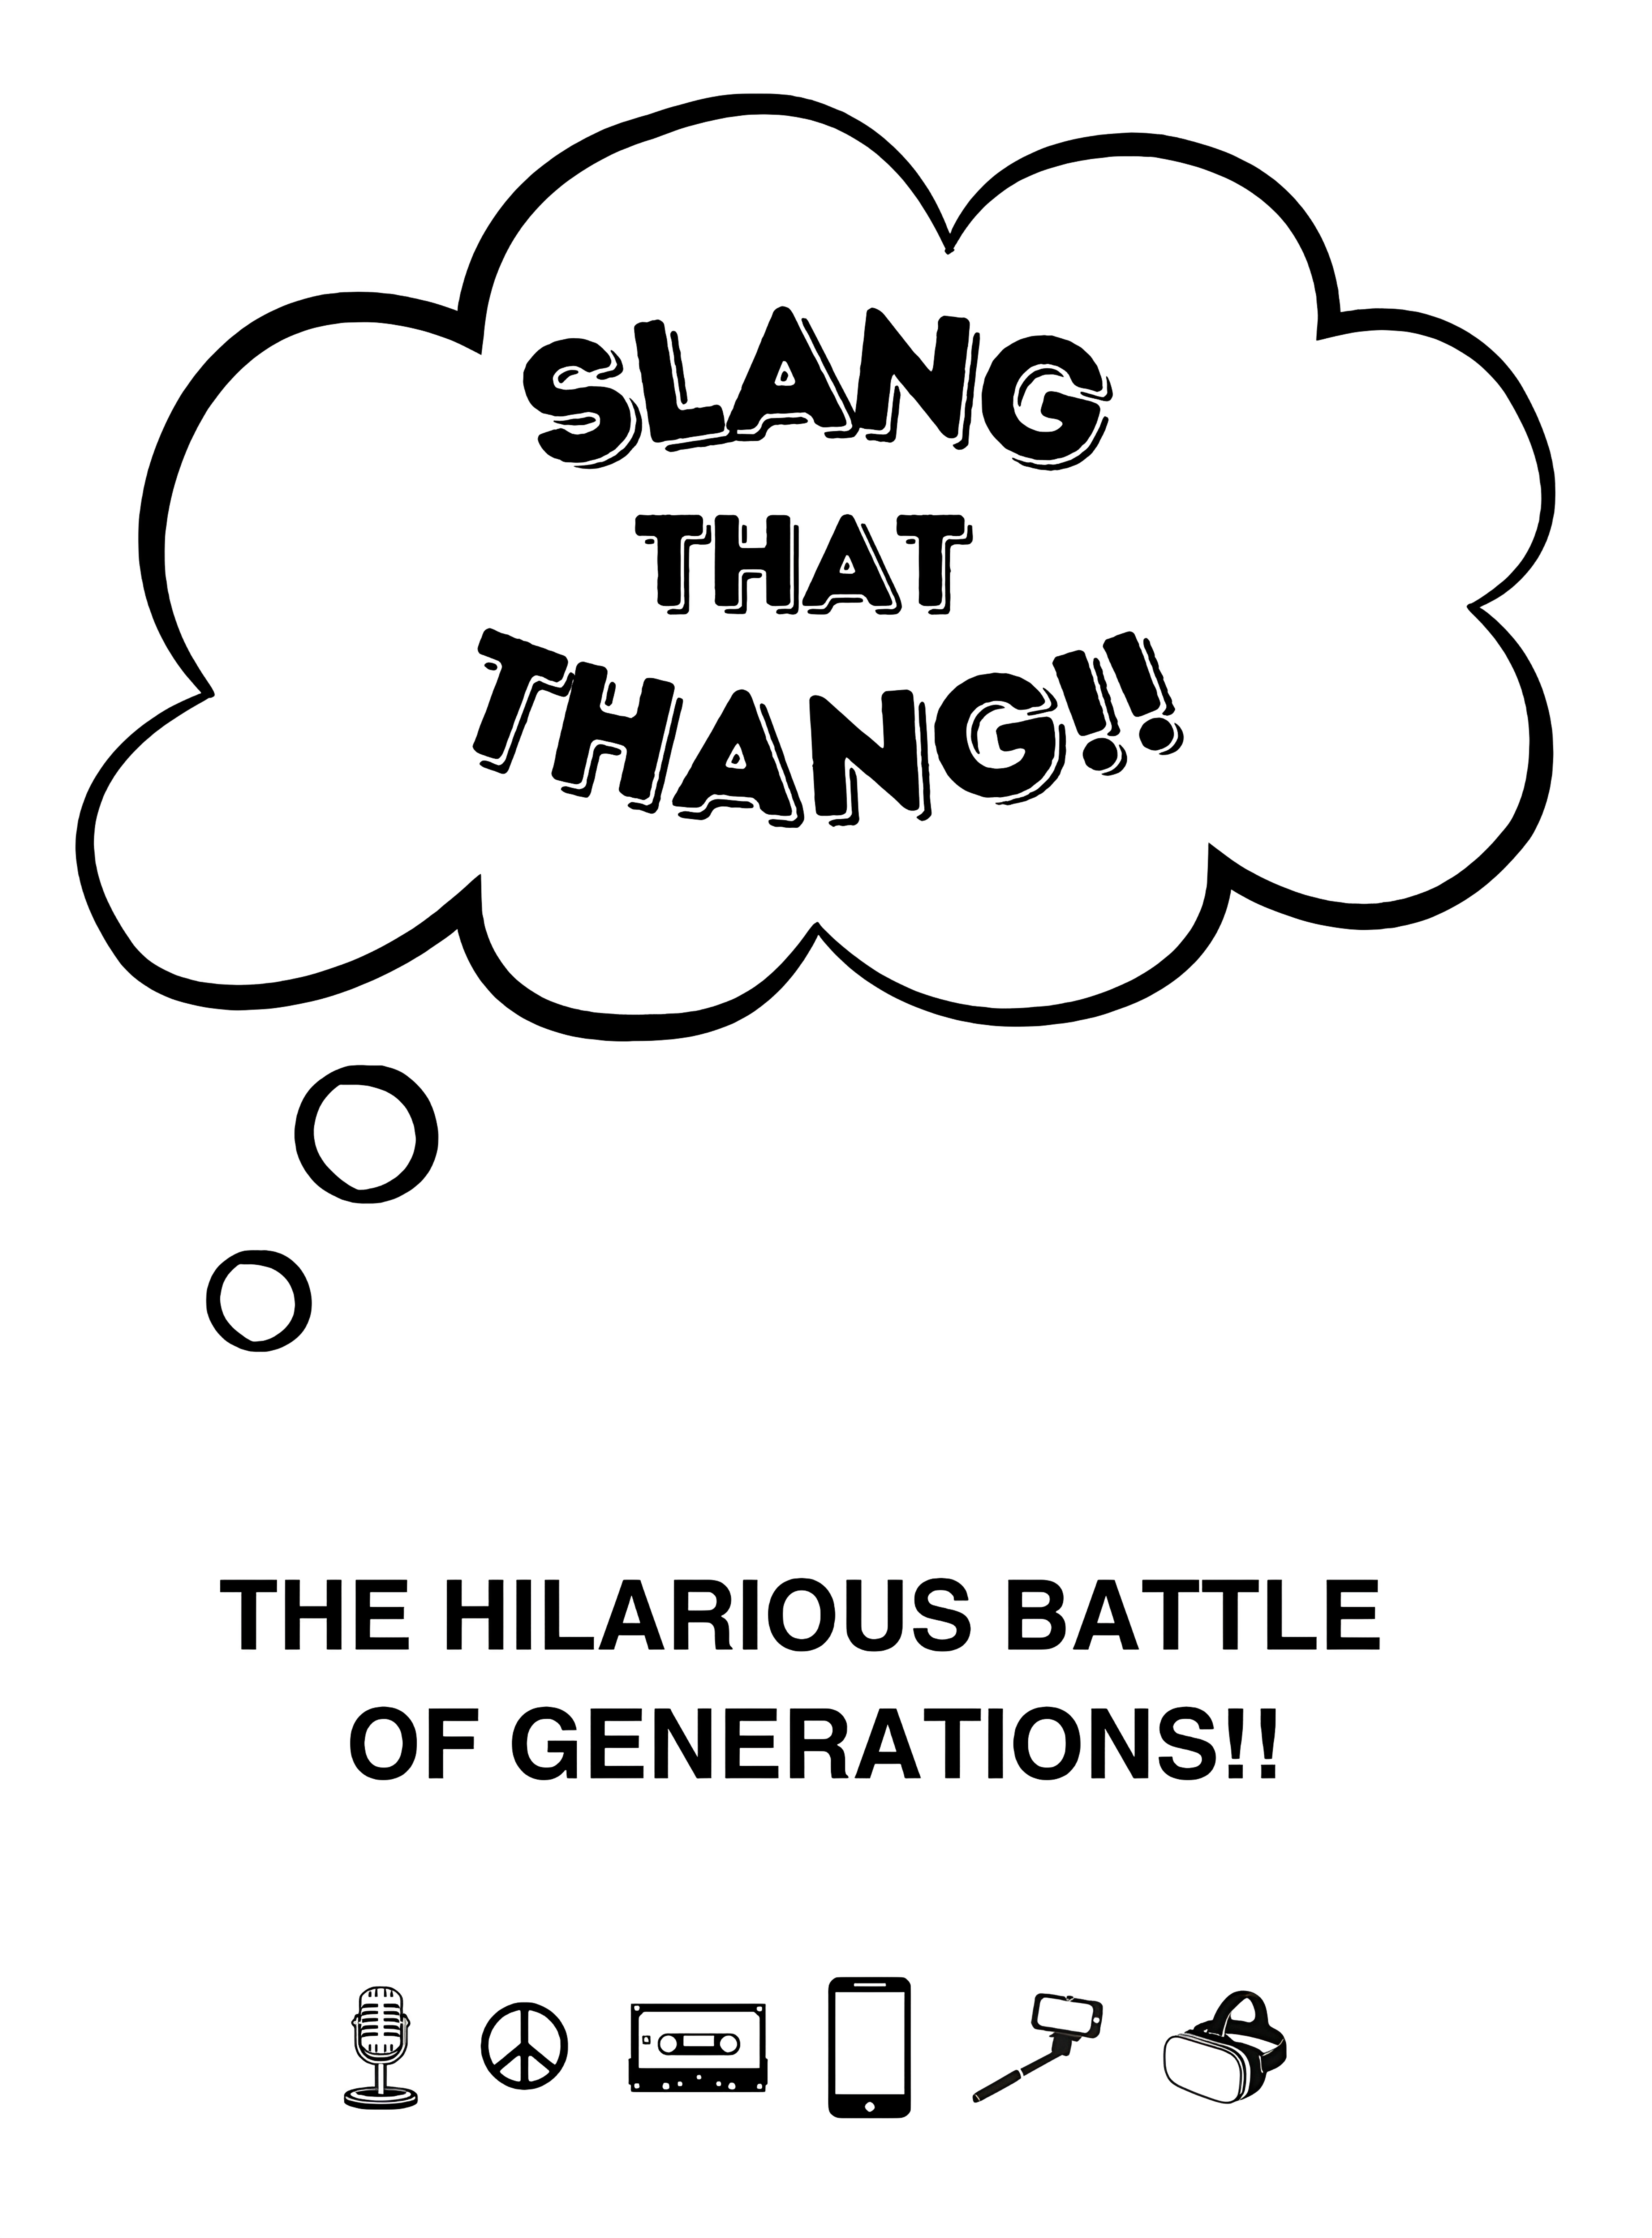 SLANG
THAT
THANG!!
THE HILARIOUS BATTLE
OF GENERATIONS!!